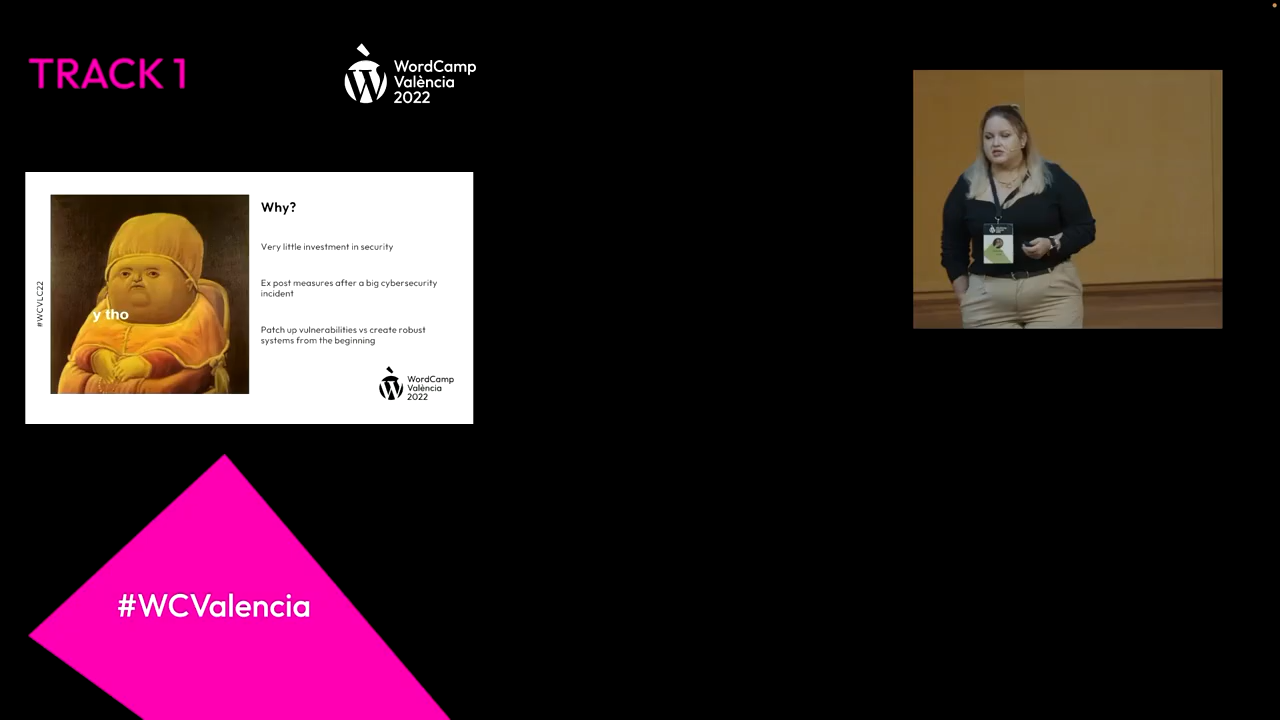 TRACK 1
WordCamp
València
2022
#WCVLC22
y tho
Why?
Very little investment in security
Ex post measures after a big cybersecurity
incident
Patch up vulnerabilities vs create robust
systems from the beginning
WordCamp
València
2022
#WCValencia